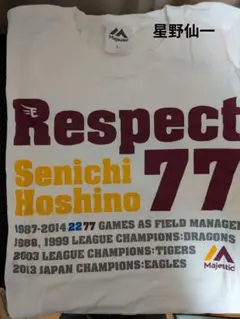 星野仙一
Majestic
L
Respect
Senichi
Hoshino
77
1987-2014 2277 GAMES AS FIELD MANAGER
1988, 1999 LEAGUE CHAMPIONS:DRAGONS
2003 LEAGUE CHAMPIONS:TIGERS
2013 JAPAN CHAMPIONS:EAGLES
Majestic